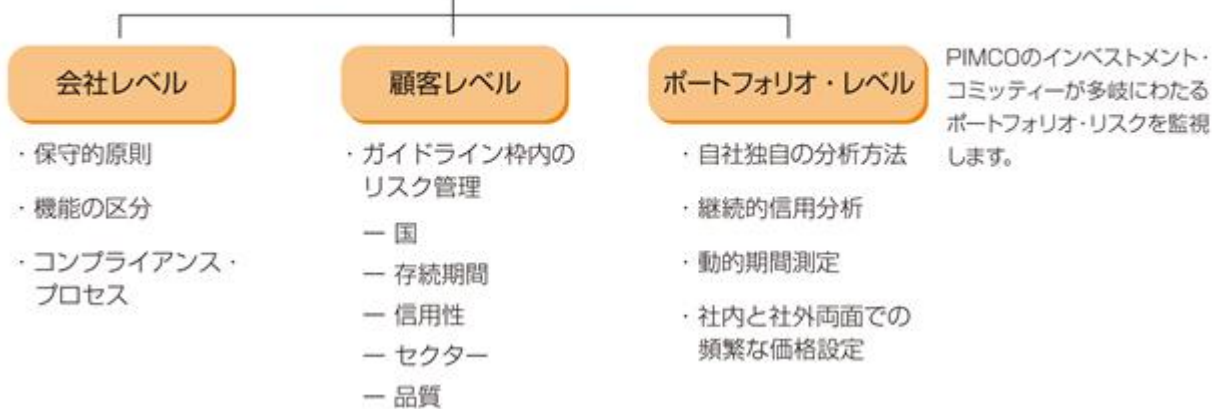 会社レベル
・保守的原則
・機能の区分
・コンプライアンス・
プロセス
顧客レベル
・ガイドライン枠内の
リスク管理
ー 国
ー 存続期間
ー 信用性
ー セクター
ー 品質
ポートフォリオ・レベル
・自社独自の分析方法
・継続的信用分析
・動的期間測定
・社内と社外両面での
頻繁な価格設定
PIMCOのインベストメント・
コミッティーが多岐にわたる
ポートフォリオ・リスクを監視
します。